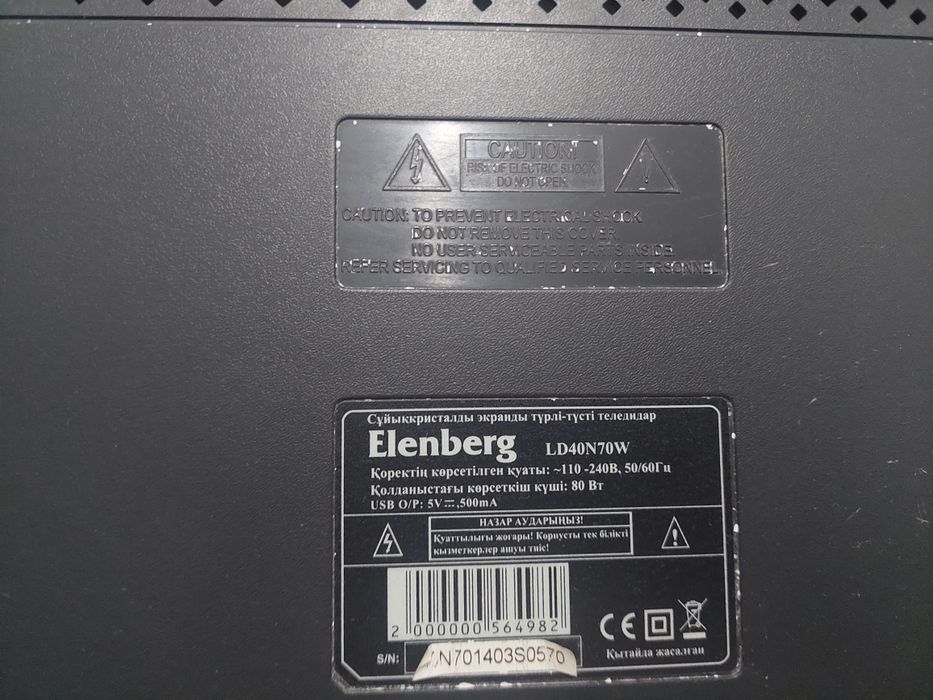 CAUTION!
RISK OF ELECTRIC SHOCK
DO NOT OPEN
CAUTION: TO PREVENT ELECTRICAL SHOCK
DO NOT REMOVE THIS COVER
NO USER-SERVICEABLE PARTS INSIDE
REFER SERVICING TO QUALIFIED SERVICE PERSONNEL
Сұйыққристалды экранды түрлі-түсті теледидар
Elenberg LD40N70W
Қоректің көрсетілген қуаты: ~110 -240В, 50/60Гц
Қолданыстағы көрсеткіш күші: 80 Вт
USB O/P: 5V⎓,500mA
НАЗАР АУДАРЫҢЫЗ!
Қуаттылығы жоғары! Корпусты тек білікті
қызметкерлер ашуы тиіс!
2 000000 564982
CE
S/N: N701403S0570
Қытайда жасалған